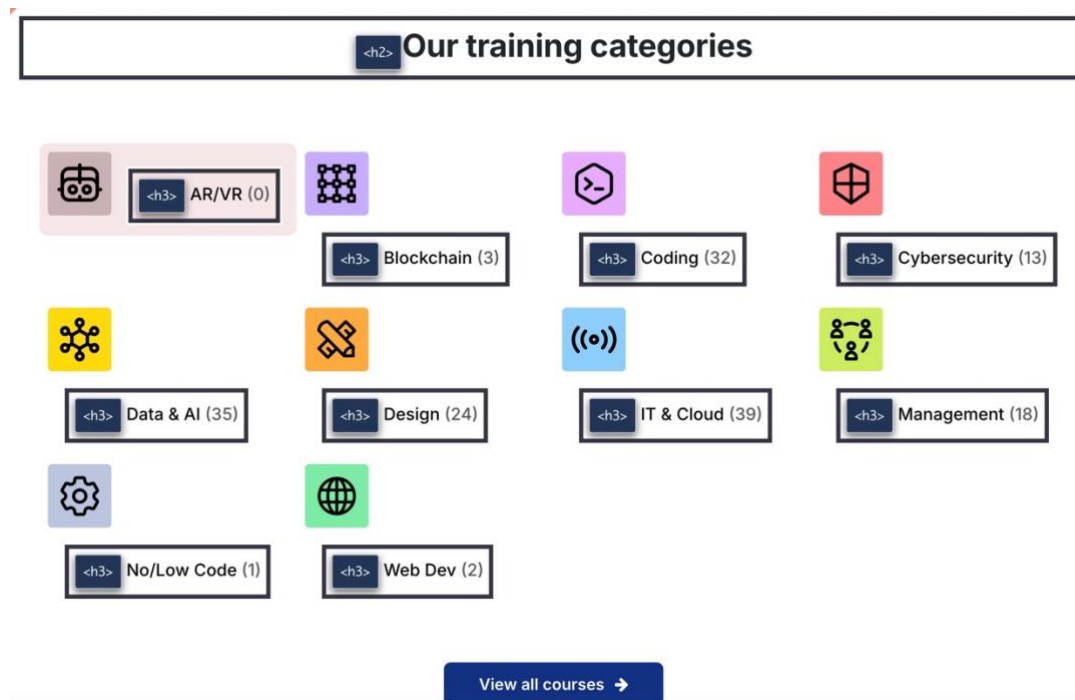 <h2> Our training categories
<h3> AR/VR (0)
<h3> Blockchain (3)
<h3> Coding (32)
<h3> Cybersecurity (13)
<h3> Data & AI (35)
<h3> Design (24)
<h3> IT & Cloud (39)
<h3> Management (18)
<h3> No/Low Code (1)
<h3> Web Dev (2)
View all courses →